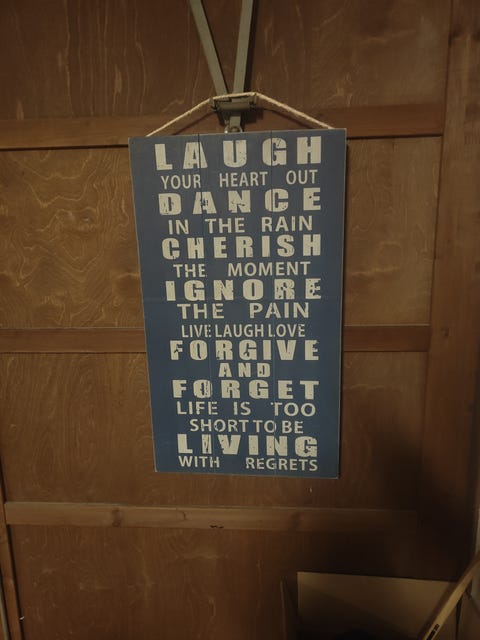 LAUGH
YOUR HEART OUT
DANCE
IN THE RAIN
CHERISH
THE MOMENT
IGNORE
THE PAIN
LIVE LAUGH LOVE
FORGIVE
AND
FORGET
LIFE IS TOO
SHORT TO BE
LIVING
WITH REGRETS